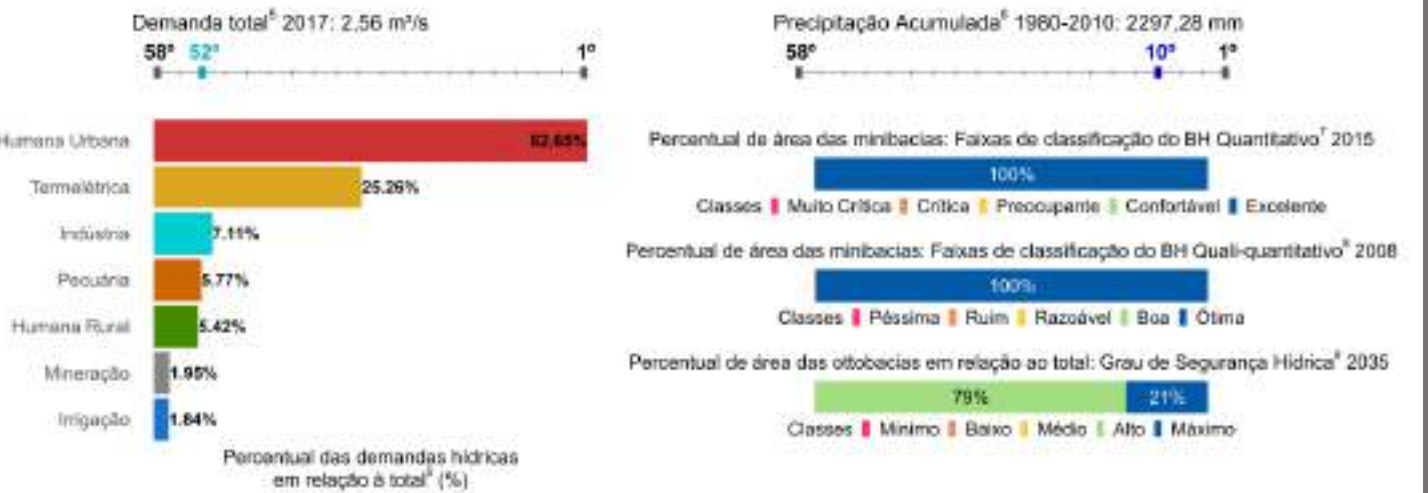 Demanda total⁵ 2017: 2,56 m³/s
58º 52º 1º
Humana Urbana 52.65%
Termelétrica 25.26%
Indústria 7.11%
Pecuária 5.77%
Humana Rural 5.42%
Mineração 1.95%
Irrigação 1.84%
Percentual das demandas hídricas
em relação à total⁵ (%)
Precipitação Acumulada⁶ 1980-2010: 2297,28 mm
58º 10º 1º
Percentual de área das minibacias: Faixas de classificação do BH Quantitativo⁷ 2015
100%
Classes Muito Crítica Crítica Preocupante Confortável Excelente
Percentual de área das minibacias: Faixas de classificação do BH Quali-quantitativo⁸ 2008
100%
Classes Péssima Ruim Razoável Boa Ótima
Percentual de área das ottobacias em relação ao total: Grau de Segurança Hídrica 2035
79% 21%
Classes Mínimo Baixo Médio Alto Máximo